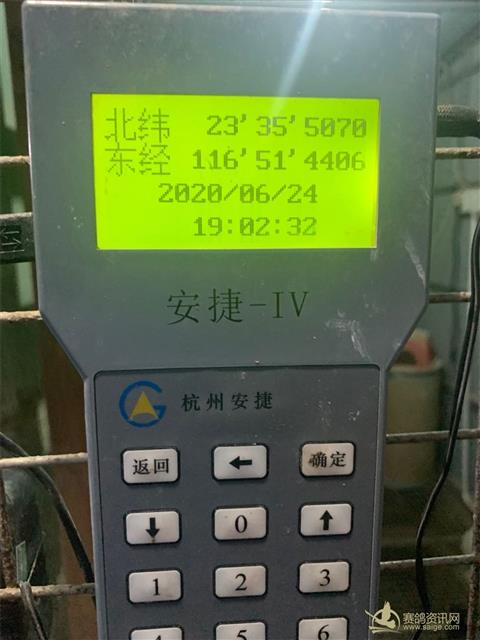 北纬 23'35'5070
东经 116'51'4406
2020/06/24
19:02:32
安捷-IV
杭州安捷
返回 ← 确定
↓ 0 ↑
1 2 3
4 5 6
赛鸽资讯网
www.saige.com